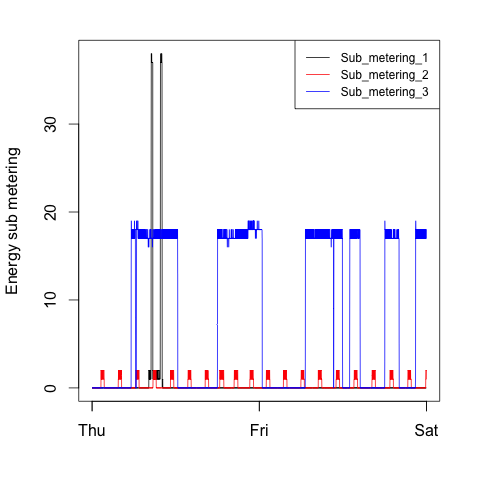 Sub_metering_1
Sub_metering_2
Sub_metering_3
Energy sub metering
30
20
10
0
Thu Fri Sat